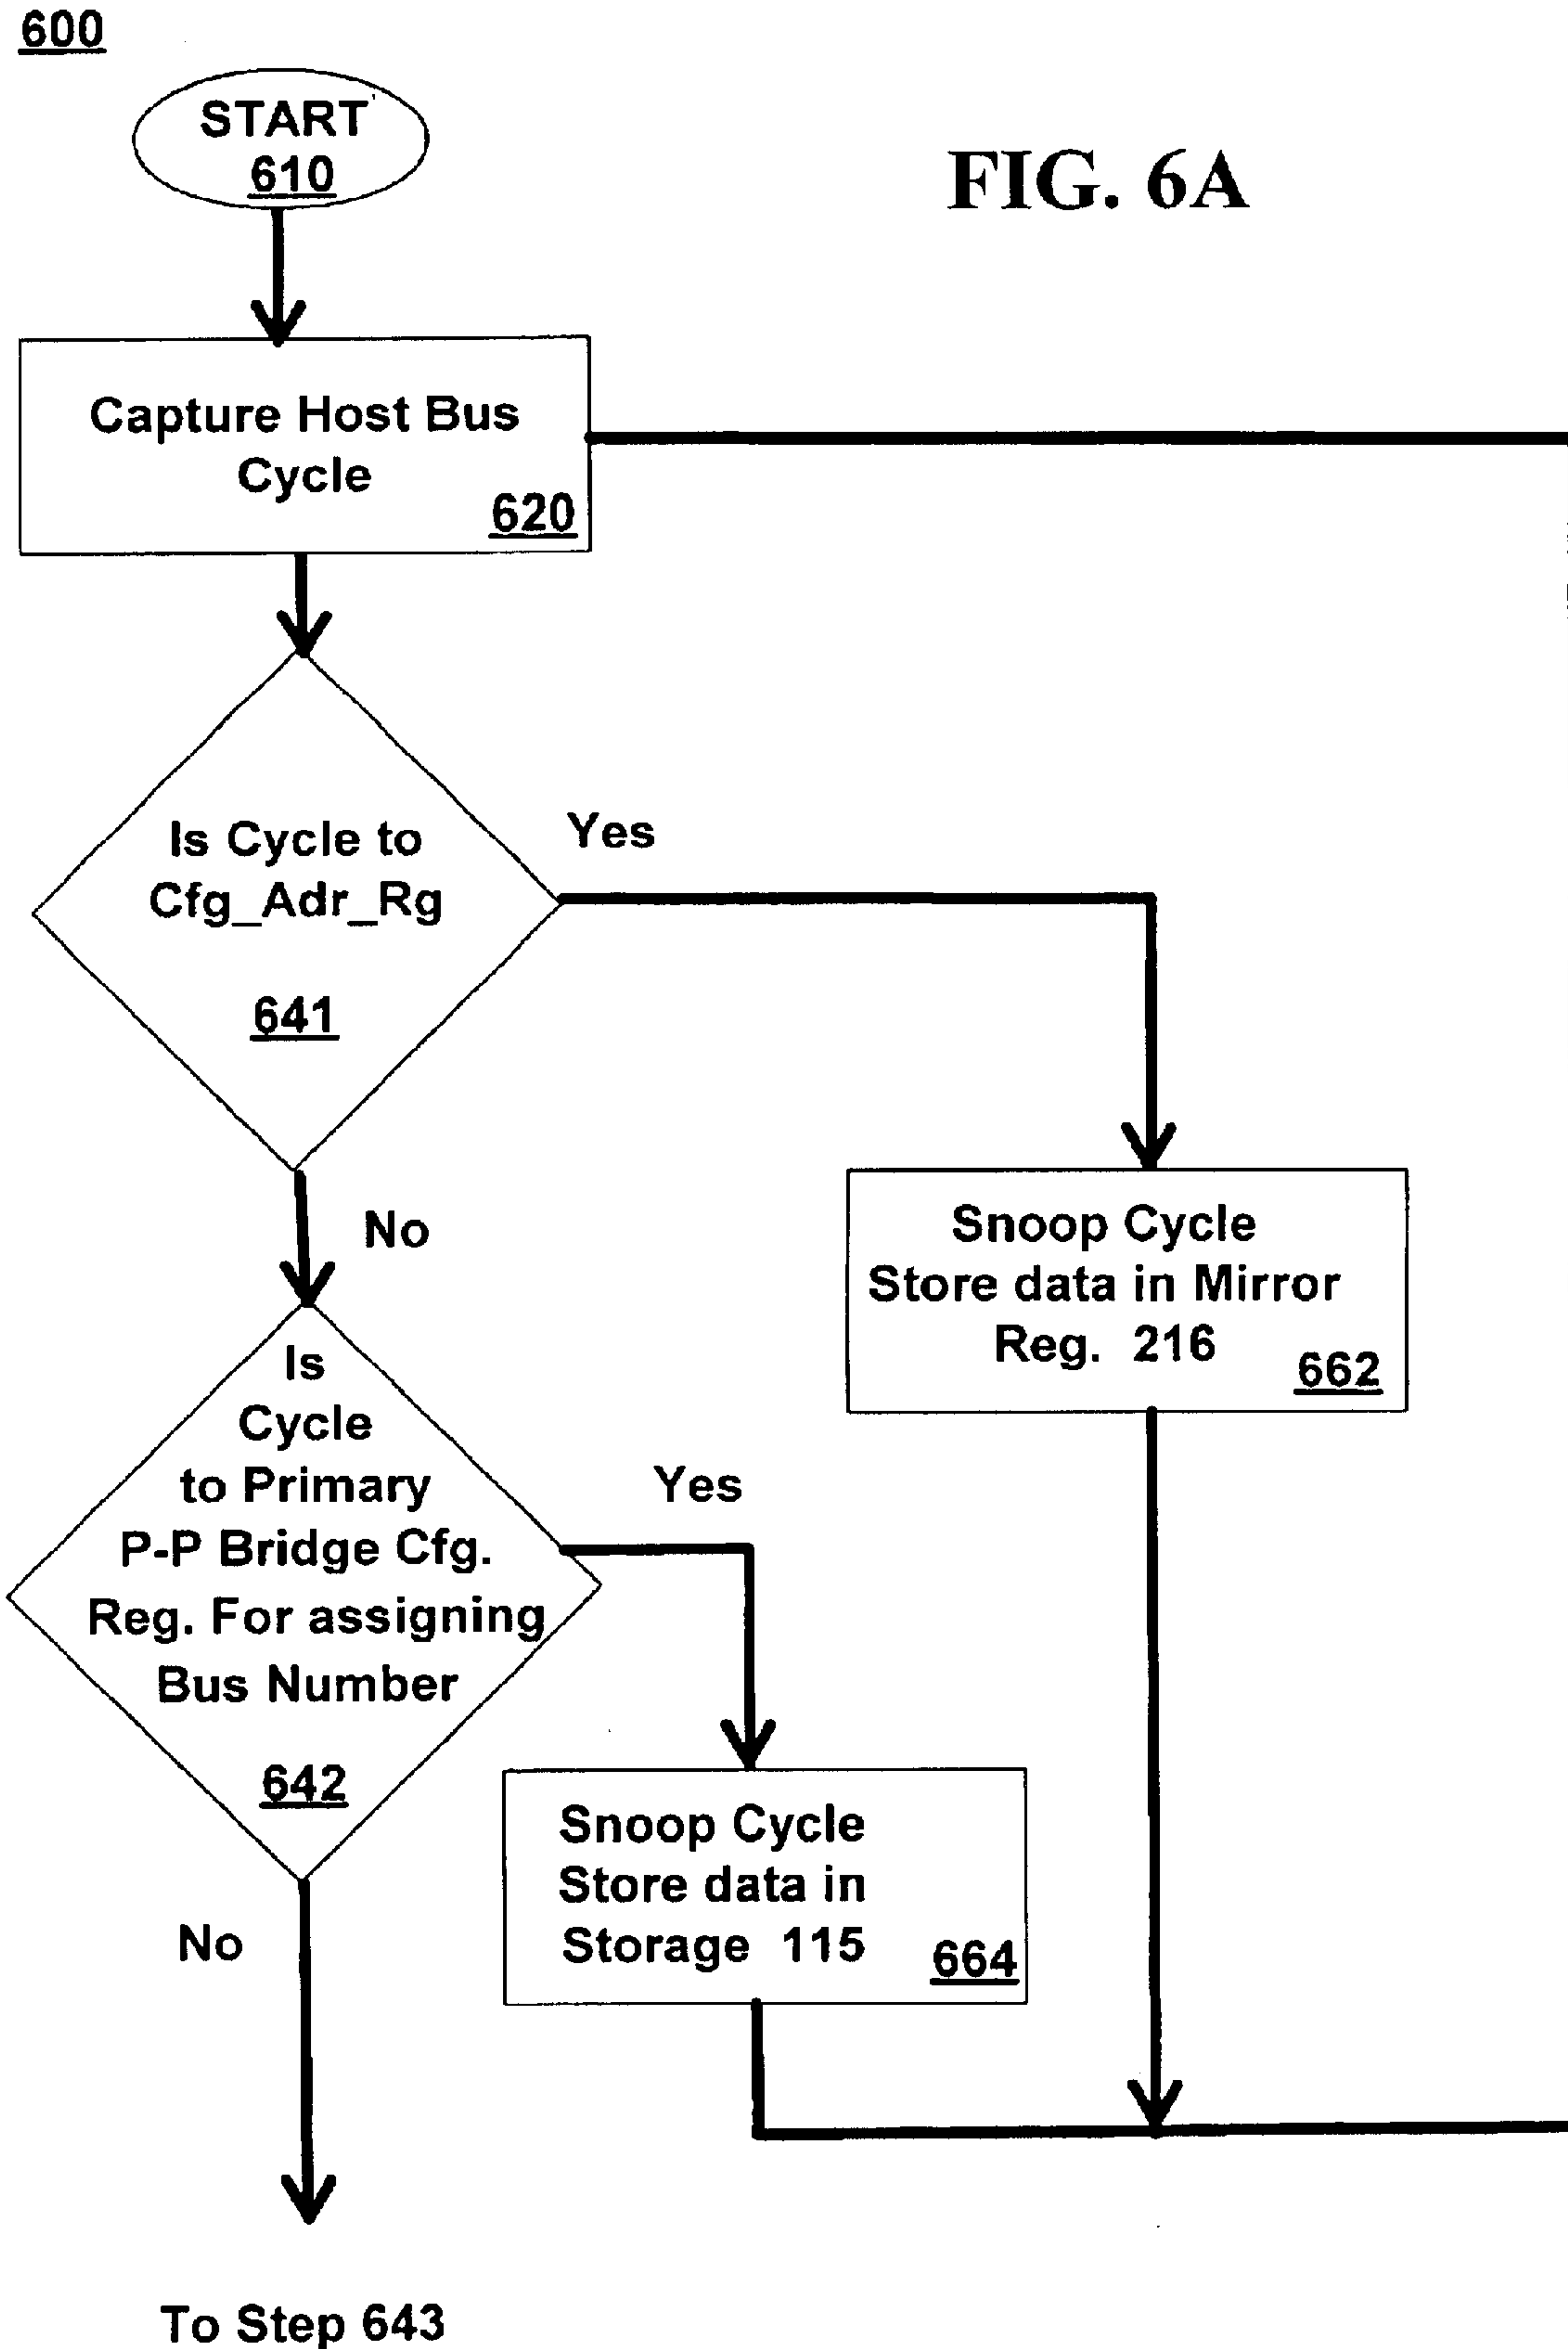 600
START
610
FIG. 6A
Capture Host Bus
Cycle
620
Is Cycle to
Cfg_Adr_Rg
641
Yes
No
Snoop Cycle
Store data in Mirror
Reg. 216
662
Is
Cycle
to Primary
P-P Bridge Cfg.
Reg. For assigning
Bus Number
642
Yes
No
Snoop Cycle
Store data in
Storage 115
664
To Step 643